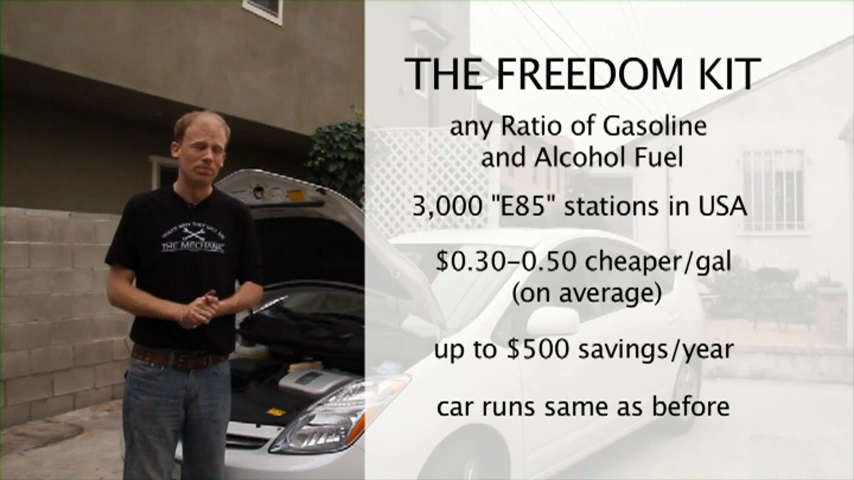 THE FREEDOM KIT
any Ratio of Gasoline
and Alcohol Fuel
3,000 "E85" stations in USA
$0.30-0.50 cheaper/gal
(on average)
up to $500 savings/year
car runs same as before
THE MECHANIC